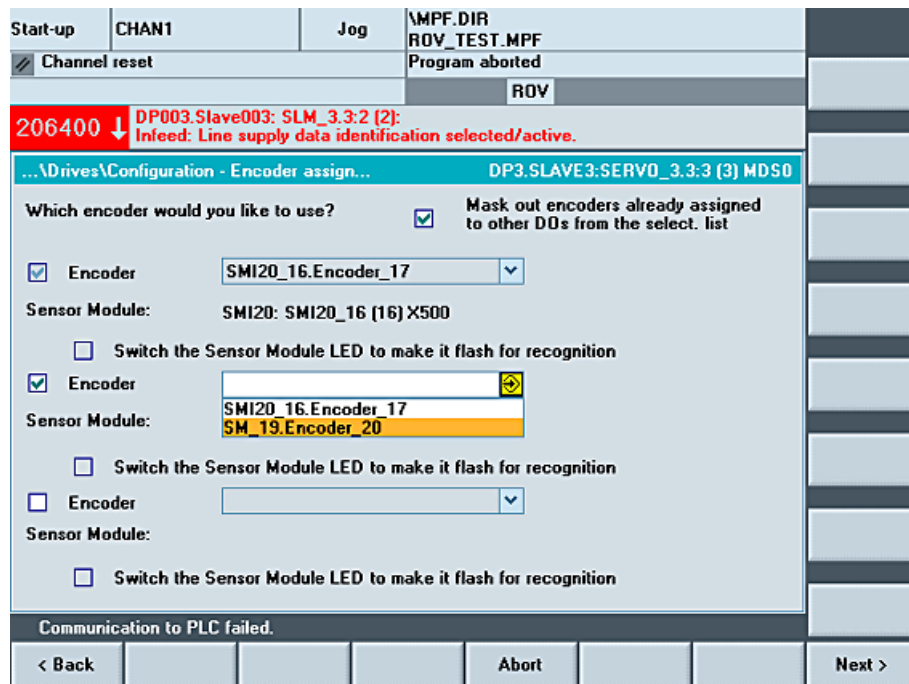 Start-up
CHAN1
Jog
\MPF.DIR
ROV_TEST.MPF
Channel reset
Program aborted
ROV
206400
DP003.Slave003: SLM_3.3:2 (2):
Infeed: Line supply data identification selected/active.
...\Drives\Configuration - Encoder assign...
DP3.SLAVE3:SERVO_3.3:3 (3) MDS0
Which encoder would you like to use?
Mask out encoders already assigned
to other DOs from the select. list
Encoder
SMI20_16.Encoder_17
Sensor Module:
SMI20: SMI20_16 (16) X500
Switch the Sensor Module LED to make it flash for recognition
Encoder
SMI20_16.Encoder_17
Sensor Module:
SM_19.Encoder_20
Switch the Sensor Module LED to make it flash for recognition
Encoder
Sensor Module:
Switch the Sensor Module LED to make it flash for recognition
Communication to PLC failed.
< Back
Abort
Next >